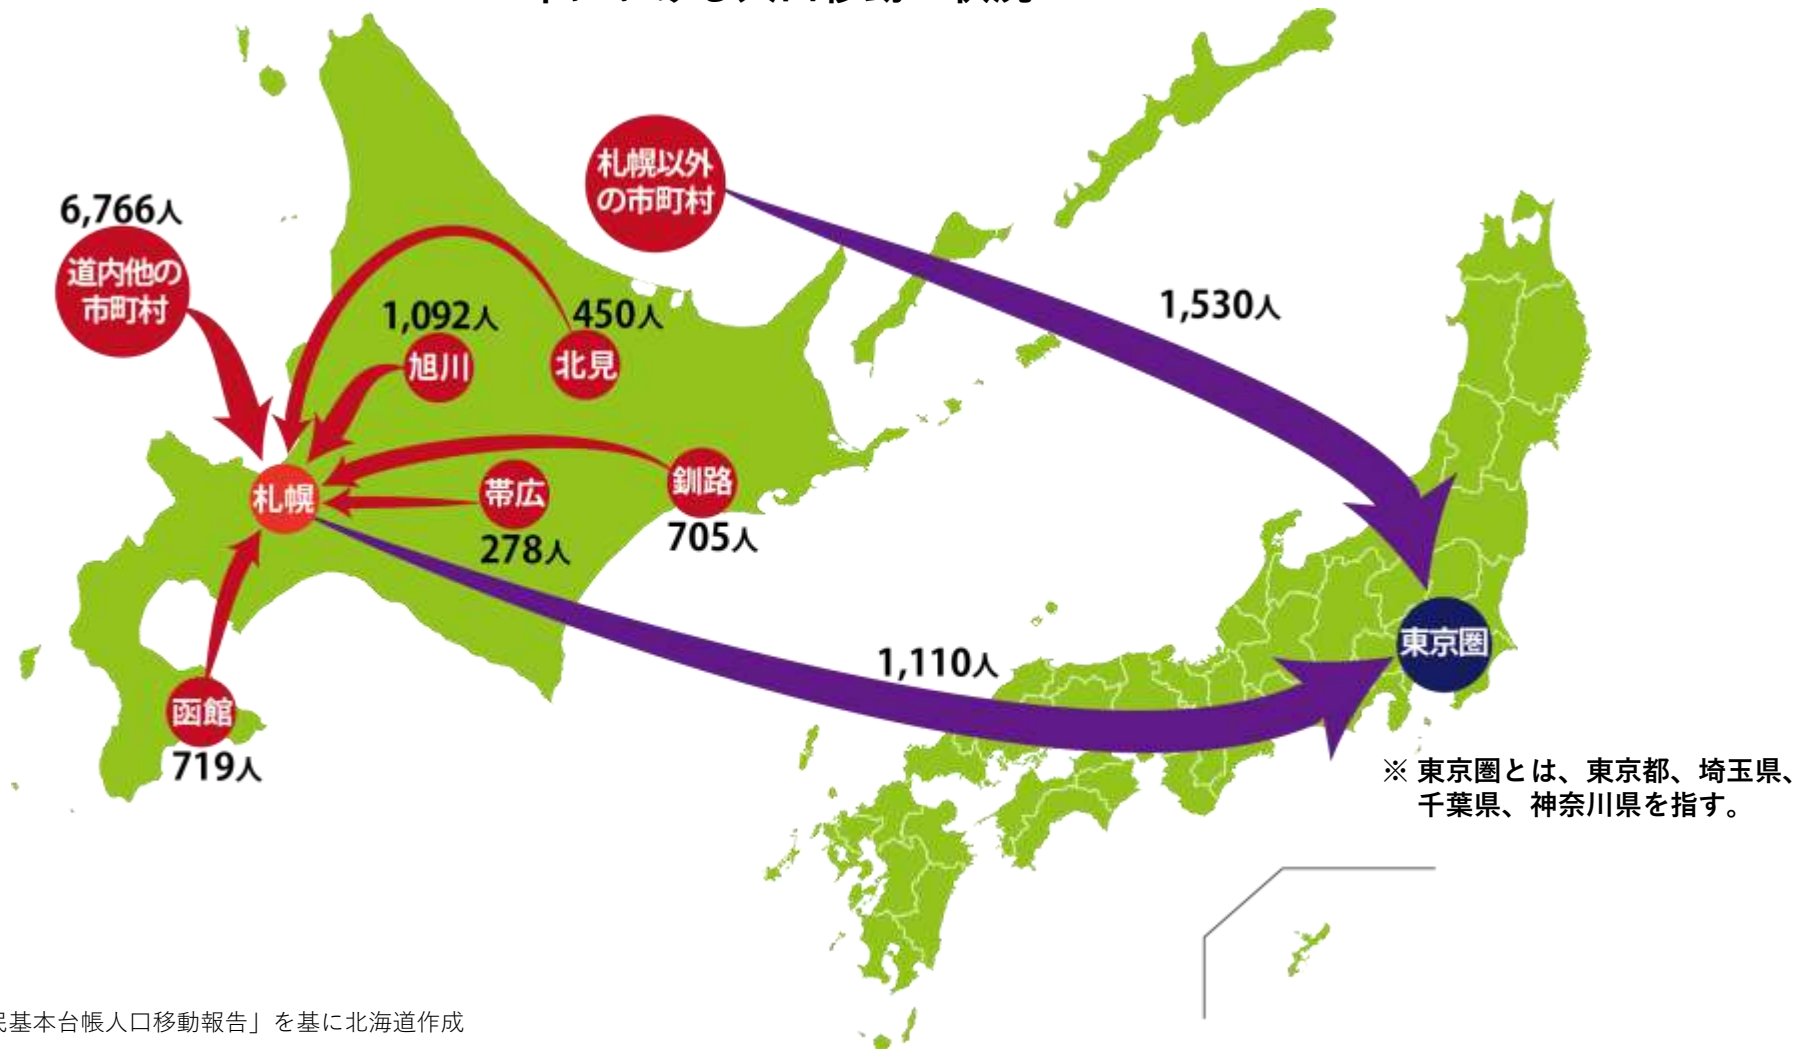 札幌以外
の市町村
6,766人
道内他の
市町村
1,530人
1,092人
450人
旭川
北見
釧路
帯広
札幌
705人
278人
東京圏
1,110人
函館
719人
※ 東京圏とは、東京都、埼玉県、
千葉県、神奈川県を指す。
基本台帳人口移動報告」を基に北海道作成